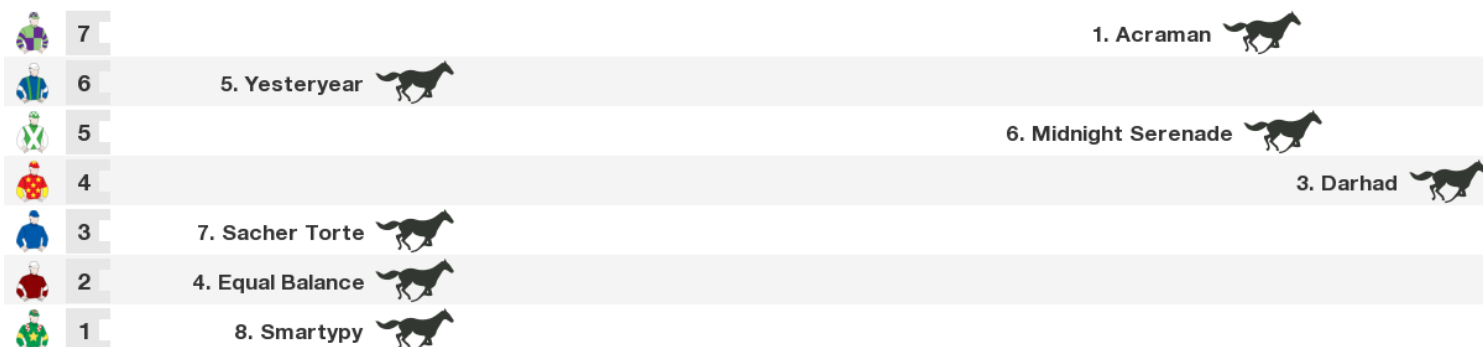 7 1. Acraman
6 5. Yesteryear
5 6. Midnight Serenade
4 3. Darhad
3 7. Sacher Torte
2 4. Equal Balance
1 8. Smartypy